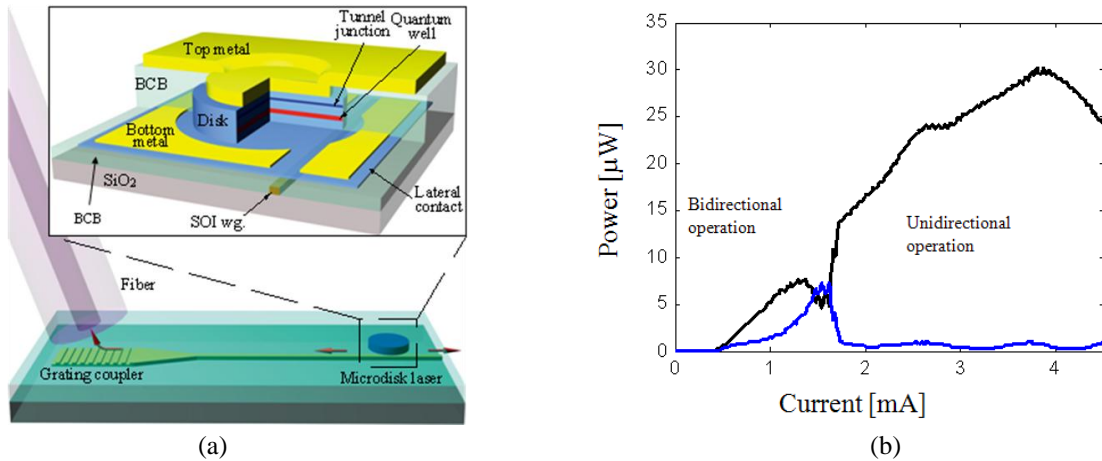 Tunnel
junction
Quantum
well
Top metal
BCB
Disk
Bottom
metal
SiO2
BCB
SOI wg.
Lateral
contact
Fiber
Grating coupler
Microdisk laser
(a)
35
30
25
20
15
10
5
0
Power [µW]
Bidirectional
operation
Unidirectional
operation
0 1 2 3 4
Current [mA]
(b)